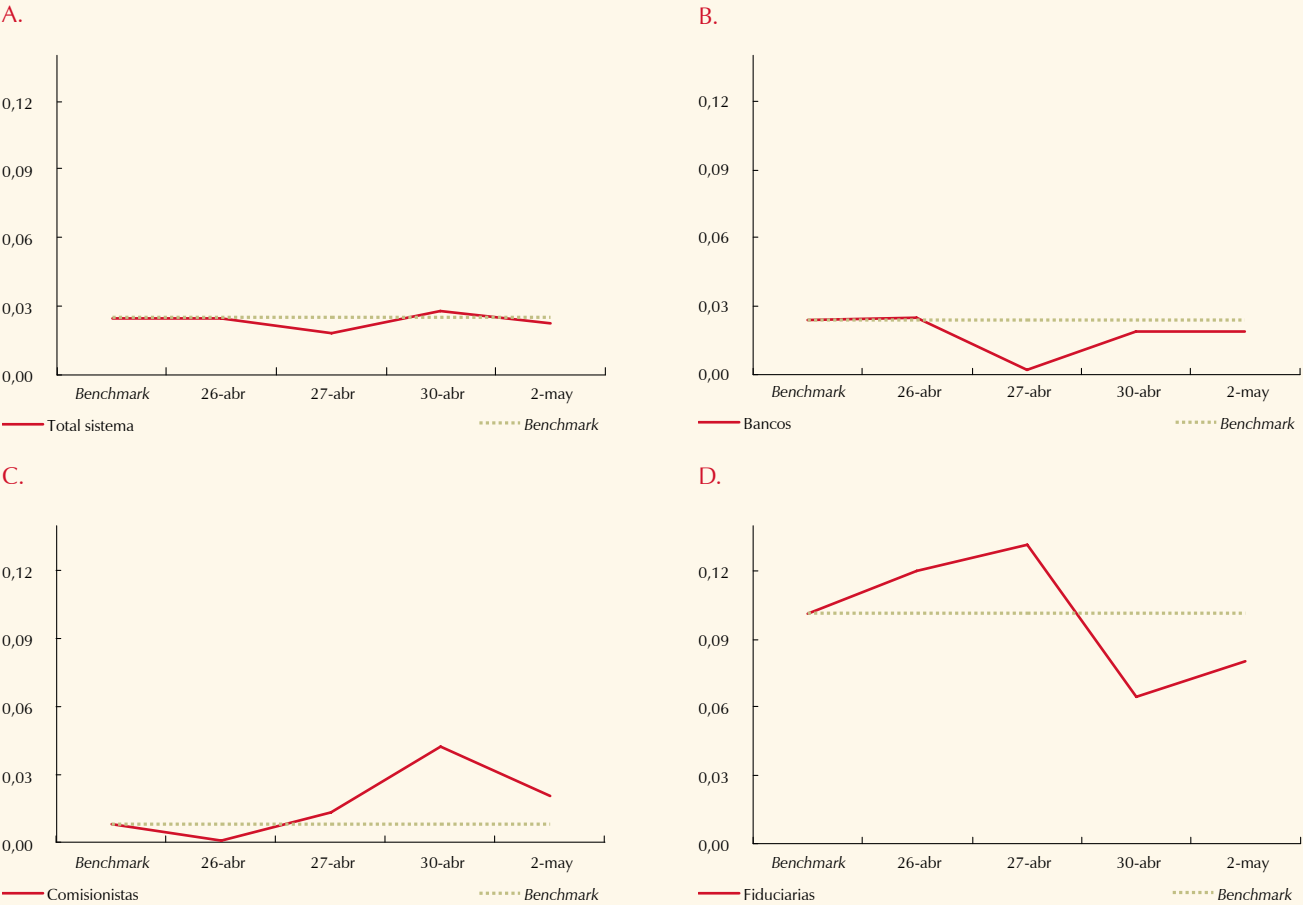 A.
0,12
0,09
0,06
0,03
0,00
Benchmark 26-abr 27-abr 30-abr 2-may
Total sistema Benchmark
B.
0,12
0,09
0,06
0,03
0,00
Benchmark 26-abr 27-abr 30-abr 2-may
Bancos Benchmark
C.
0,12
0,09
0,06
0,03
0,00
Benchmark 26-abr 27-abr 30-abr 2-may
Comisionistas Benchmark
D.
0,12
0,09
0,06
0,03
0,00
Benchmark 26-abr 27-abr 30-abr 2-may
Fiduciarias Benchmark